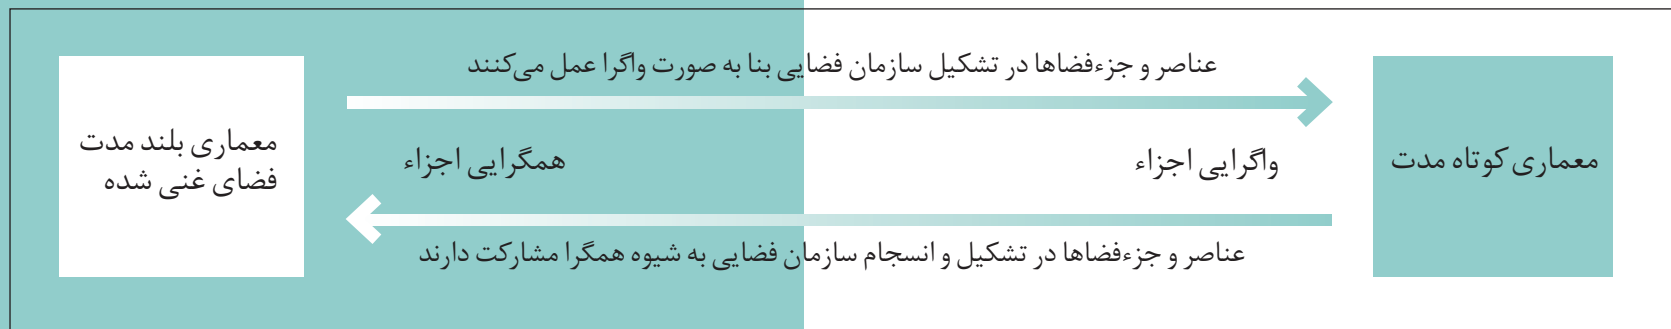 عناصر و جزءفضاها در تشکیل سازمان فضایی بنا به صورت واگرا عمل می‌کنند
معماری کوتاه مدت
واگرایی اجزاء
همگرایی اجزاء
معماری بلند مدت
فضای غنی شده
عناصر و جزءفضاها در تشکیل و انسجام سازمان فضایی به شیوه همگرا مشارکت دارند